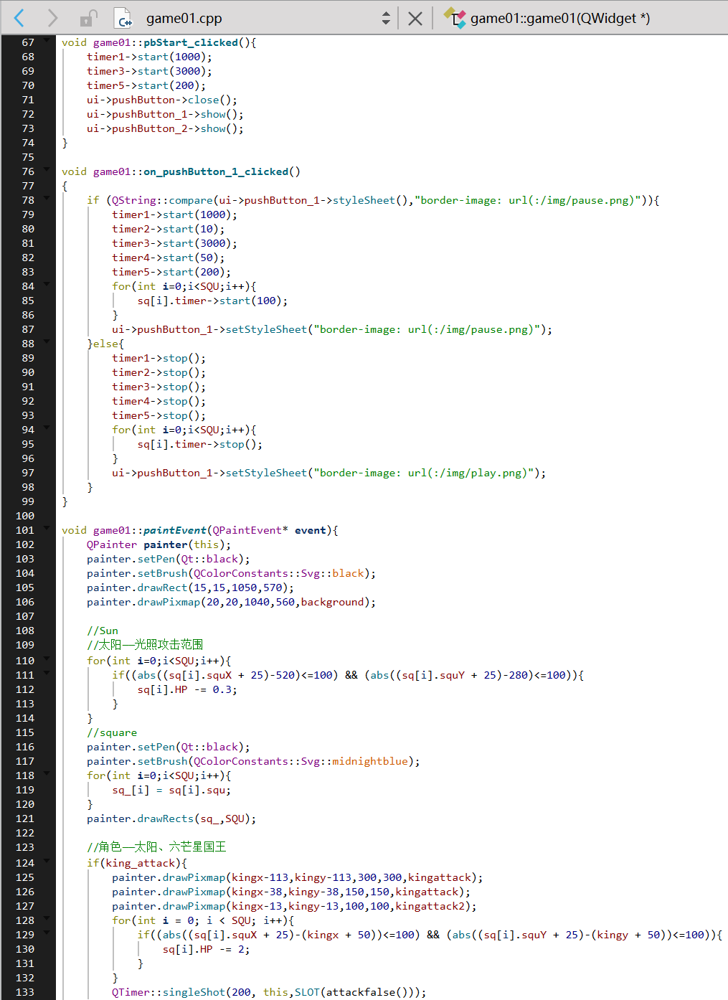 game01.cpp
game01::game01(QWidget *)
67 void game01::pbStart_clicked(){
68 timer1->start(1000);
69 timer3->start(3000);
70 timer5->start(200);
71 ui->pushButton->close();
72 ui->pushButton_1->show();
73 ui->pushButton_2->show();
74 }
75
76 void game01::on_pushButton_1_clicked()
77 {
78 if (QString::compare(ui->pushButton_1->styleSheet(),"border-image: url(:/img/pause.png)")){
79 timer1->start(1000);
80 timer2->start(10);
81 timer3->start(3000);
82 timer4->start(50);
83 timer5->start(200);
84 for(int i=0;i<SQU;i++){
85 sq[i].timer->start(100);
86 }
87 ui->pushButton_1->setStyleSheet("border-image: url(:/img/pause.png)");
88 }else{
89 timer1->stop();
90 timer2->stop();
91 timer3->stop();
92 timer4->stop();
93 timer5->stop();
94 for(int i=0;i<SQU;i++){
95 sq[i].timer->stop();
96 }
97 ui->pushButton_1->setStyleSheet("border-image: url(:/img/play.png)");
98 }
99 }
100
101 void game01::paintEvent(QPaintEvent* event){
102 QPainter painter(this);
103 painter.setPen(Qt::black);
104 painter.setBrush(QColorConstants::Svg::black);
105 painter.drawRect(15,15,1050,570);
106 painter.drawPixmap(20,20,1040,560,background);
107
108 //Sun
109 //太阳——光照攻击范围
110 for(int i=0;i<SQU;i++){
111 if((abs((sq[i].squX + 25)-520)<=100) && (abs((sq[i].squY + 25)-280)<=100)){
112 sq[i].HP -= 0.3;
113 }
114 }
115 //square
116 painter.setPen(Qt::black);
117 painter.setBrush(QColorConstants::Svg::midnightblue);
118 for(int i=0;i<SQU;i++){
119 sq_[i] = sq[i].squ;
120 }
121 painter.drawRects(sq_,SQU);
122
123 //角色——太阳、六芒星国王
124 if(king_attack){
125 painter.drawPixmap(kingx-113,kingy-113,300,300,kingattack);
126 painter.drawPixmap(kingx-38,kingy-38,150,150,kingattack);
127 painter.drawPixmap(kingx-13,kingy-13,100,100,kingattack2);
128 for(int i = 0; i < SQU; i++){
129 if((abs((sq[i].squX + 25)-(kingx + 50))<=100) && (abs((sq[i].squY + 25)-(kingy + 50))<=100)){
130 sq[i].HP -= 2;
131 }
132 }
133 QTimer::singleShot(200, this,SLOT(attackfalse()));